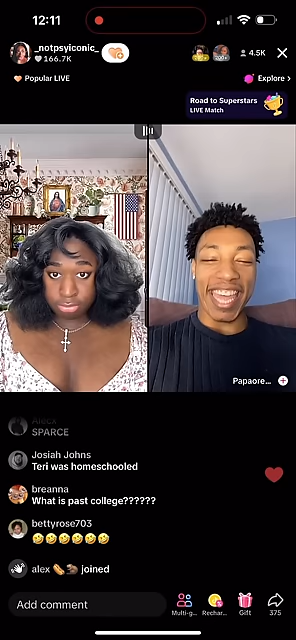 12:11
_notpsyiconic_
166.7K
4.5K
Popular LIVE
Explore >
Road to Superstars
LIVE Match
Papaore...
Alecx
SPARCE
Josiah Johns
Teri was homeschooled
breanna
What is past college??????
bettyrose703
🤣🤣🤣🤣🤣🤣
alex 🌭🦫 joined
Add comment
Multi-g...
Rechar...
Gift
375